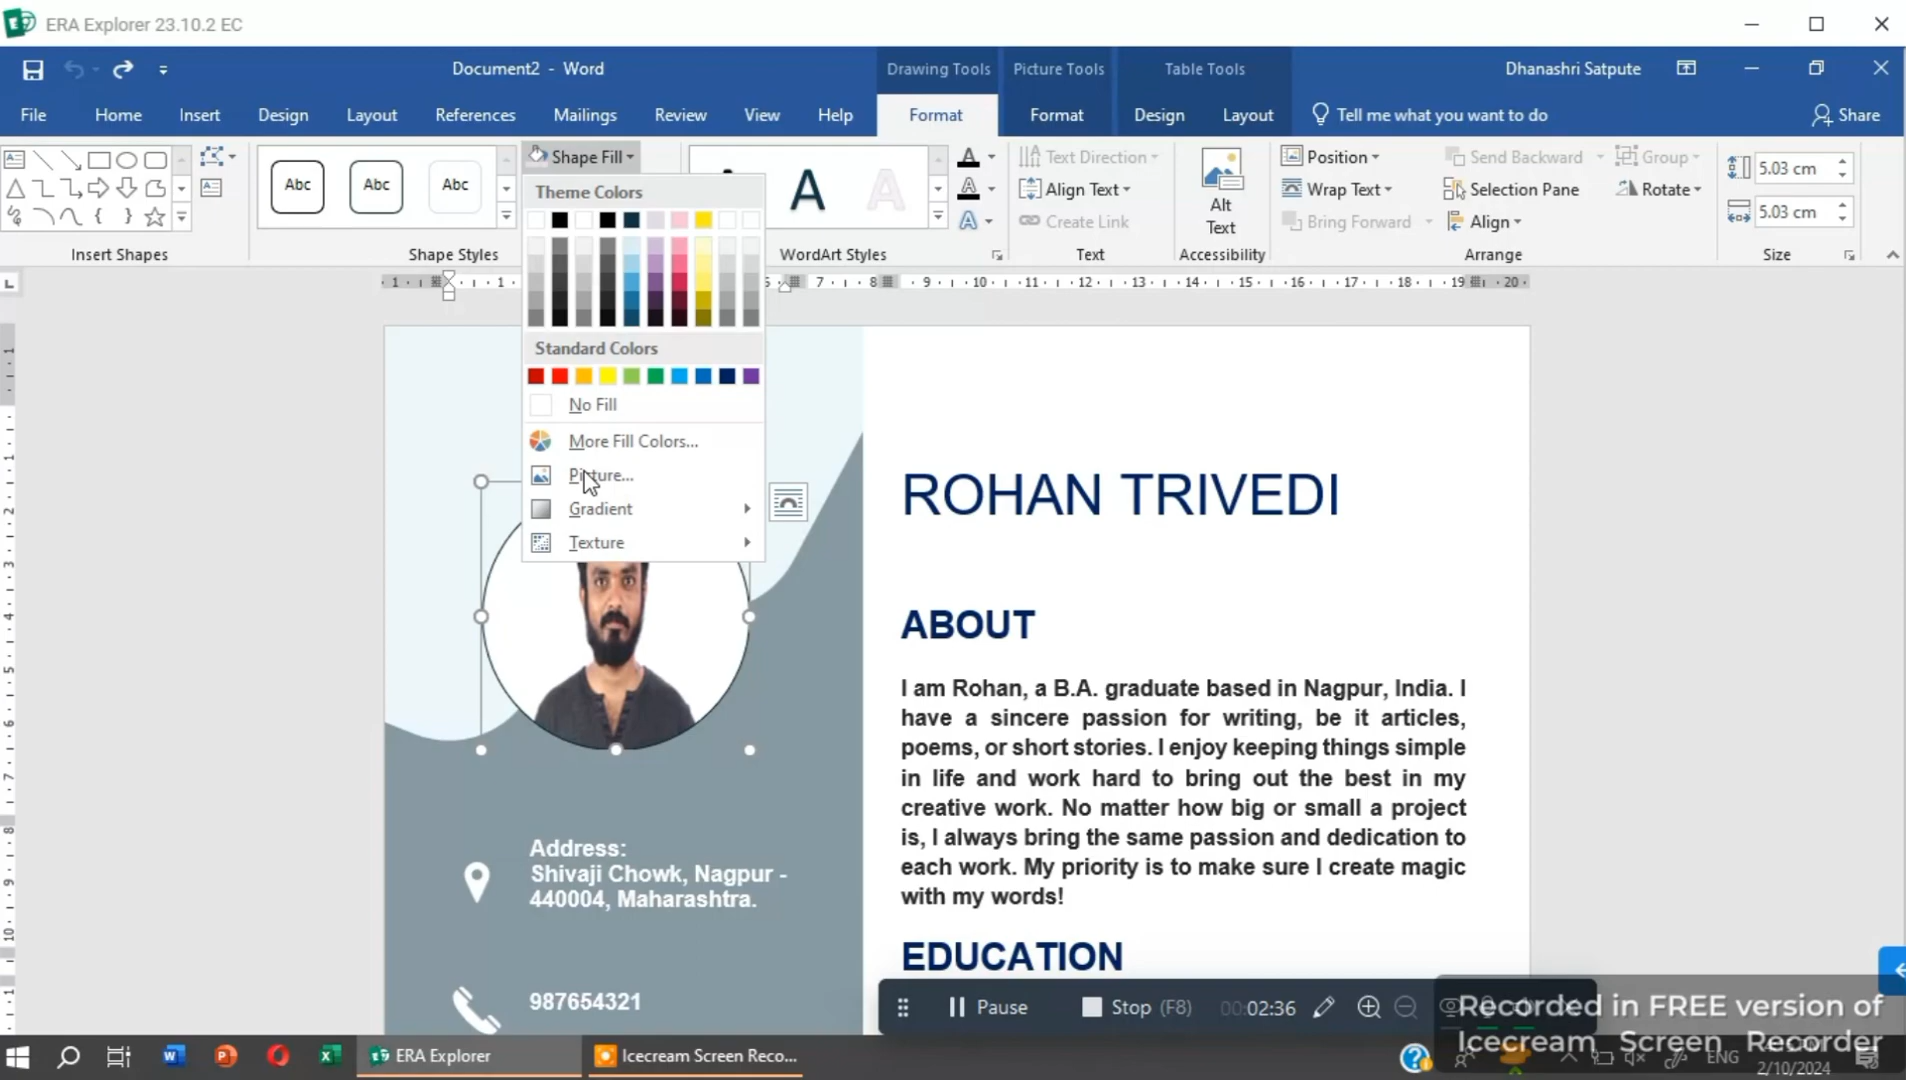 ERA Explorer 23.10.2 EC
Document2 - Word
Drawing Tools
Picture Tools
Table Tools
Dhanashri Satpute
File
Home
Insert
Design
Layout
References
Mailings
Review
View
Help
Format
Format
Design
Layout
Tell me what you want to do
Share
Abc
Abc
Abc
Shape Fill
A
A
A
A
A
Text Direction
Align Text
Create Link
Alt
Text
Position
Wrap Text
Bring Forward
Send Backward
Selection Pane
Align
Group
Rotate
5.03 cm
5.03 cm
Insert Shapes
Shape Styles
WordArt Styles
Text
Accessibility
Arrange
Size
Theme Colors
Standard Colors
No Fill
More Fill Colors...
Picture...
Gradient
Texture
ROHAN TRIVEDI
ABOUT
I am Rohan, a B.A. graduate based in Nagpur, India. I
have a sincere passion for writing, be it articles,
poems, or short stories. I enjoy keeping things simple
in life and work hard to bring out the best in my
creative work. No matter how big or small a project
is, I always bring the same passion and dedication to
each work. My priority is to make sure I create magic
with my words!
EDUCATION
Address:
Shivaji Chowk, Nagpur -
440004, Maharashtra.
987654321
Pause
Stop (F8)
00:02:36
Recorded in FREE version of
Icecream Screen Recorder
ERA Explorer
Icecream Screen Reco...
ENG
2/10/2024